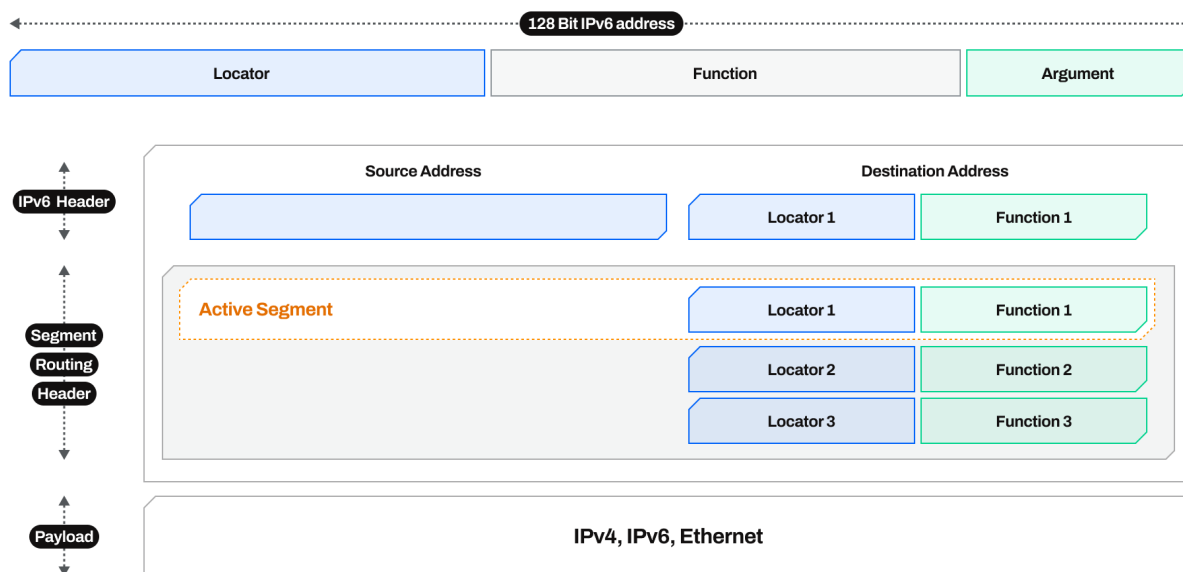 128 Bit IPv6 address
Locator
Function
Argument
Source Address
Destination Address
IPv6 Header
Locator 1
Function 1
Active Segment
Locator 1
Function 1
Segment
Routing
Header
Locator 2
Function 2
Locator 3
Function 3
Payload
IPv4, IPv6, Ethernet